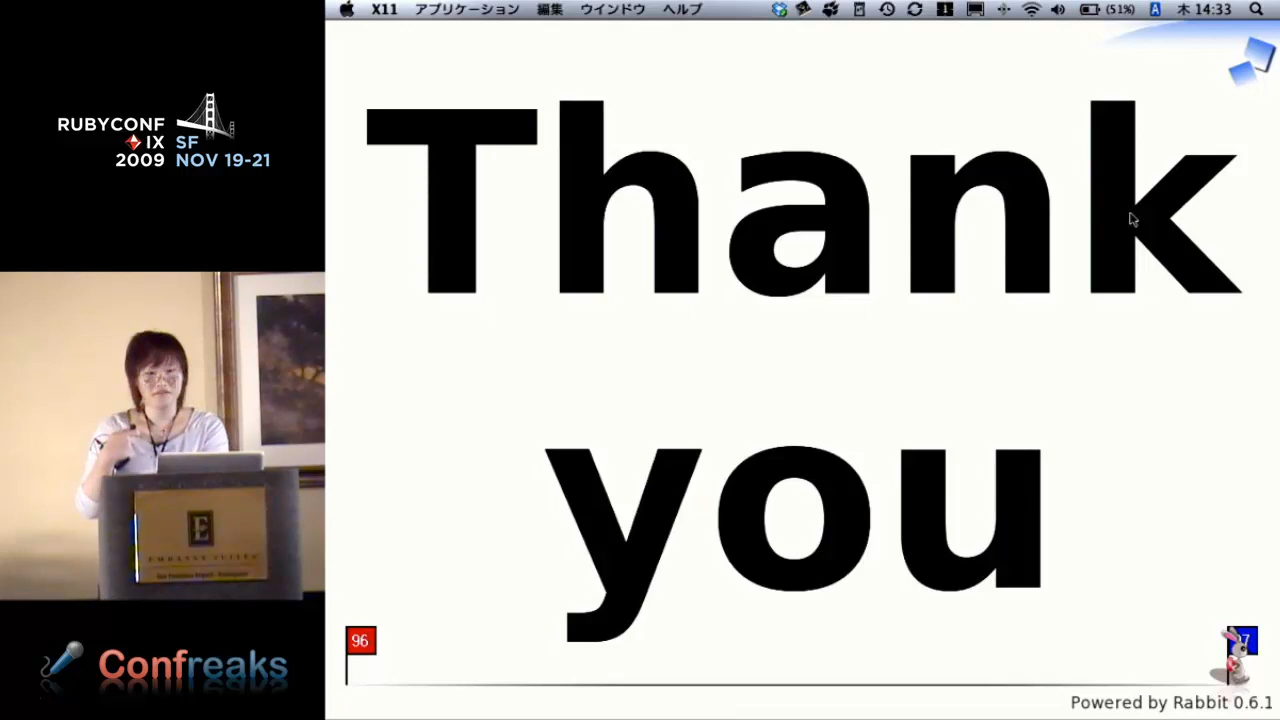 X11 アプリケーション 編集 ウインドウ ヘルプ (51%) A 木 14:33
RUBYCONF
IX SF
2009 NOV 19-21
Thank
you
E
EMBASSY SUITES
96
Confreaks
Powered by Rabbit 0.6.1